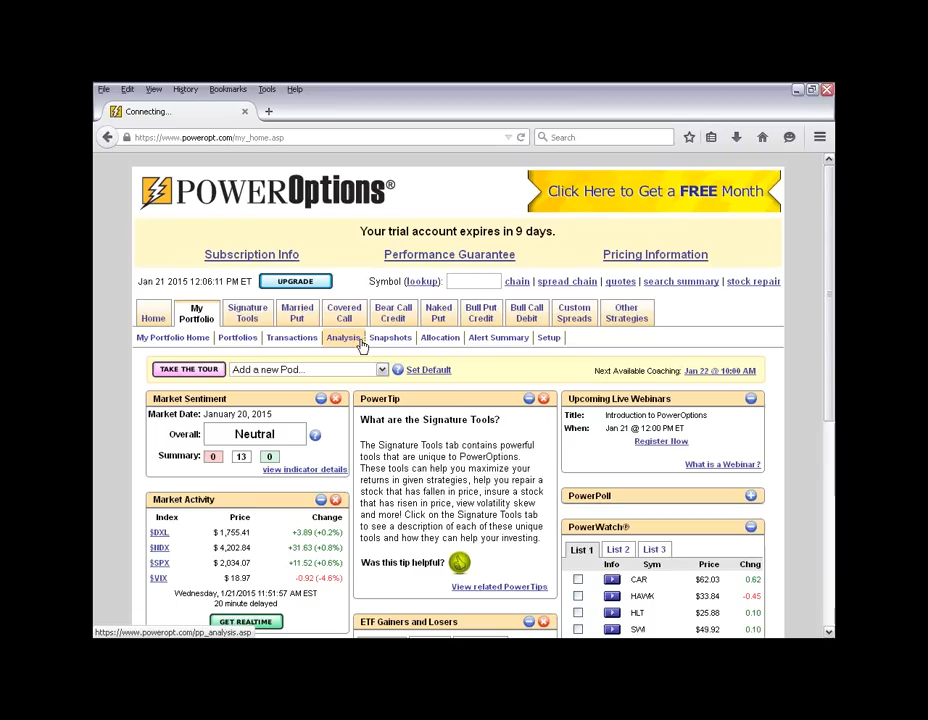 File Edit View History Bookmarks Tools Help
Connecting...
https://www.poweropt.com/my_home.asp
Search
POWEROptions®
Click Here to Get a FREE Month
Your trial account expires in 9 days.
Subscription Info Performance Guarantee Pricing Information
Jan 21 2015 12:06:11 PM ET UPGRADE Symbol (lookup): chain | spread chain | quotes | search summary | stock repair
Home My Portfolio Signature Tools Married Put Covered Call Bear Call Credit Naked Put Bull Put Credit Bull Call Debit Custom Spreads Other Strategies
My Portfolio Home | Portfolios | Transactions | Analysis | Snapshots | Allocation | Alert Summary | Setup |
TAKE THE TOUR Add a new Pod... Set Default Next Available Coaching: Jan 22 @ 10:00 AM
Market Sentiment
Market Date: January 20, 2015
Overall: Neutral
Summary: 0 13 0
view indicator details
Market Activity
Index Price Change
$DXL $ 1,755.41 +3.89 (+0.2%)
$NDX $ 4,202.84 +31.63 (+0.8%)
$SPX $ 2,034.07 +11.52 (+0.6%)
$VIX $ 18.97 -0.92 (-4.6%)
Wednesday, 1/21/2015 11:51:57 AM EST
20 minute delayed
GET REALTIME
PowerTip
What are the Signature Tools?
The Signature Tools tab contains powerful
tools that are unique to PowerOptions.
These tools can help you maximize your
returns in given strategies, help you repair a
stock that has fallen in price, insure a stock
that has risen in price, view volatility skew
and more! Click on the Signature Tools tab
to see a description of each of these unique
tools and how they can help your investing.
Was this tip helpful?
View related PowerTips
ETF Gainers and Losers
Upcoming Live Webinars
Title: Introduction to PowerOptions
When: Jan 21 @ 12:00 PM ET
Register Now
What is a Webinar?
PowerPoll
PowerWatch®
List 1 List 2 List 3
Info Sym Price Chng
CAR $62.03 0.62
HAWK $33.84 -0.45
HLT $25.88 0.10
SWI $49.92 0.10
https://www.poweropt.com/pp_analysis.asp